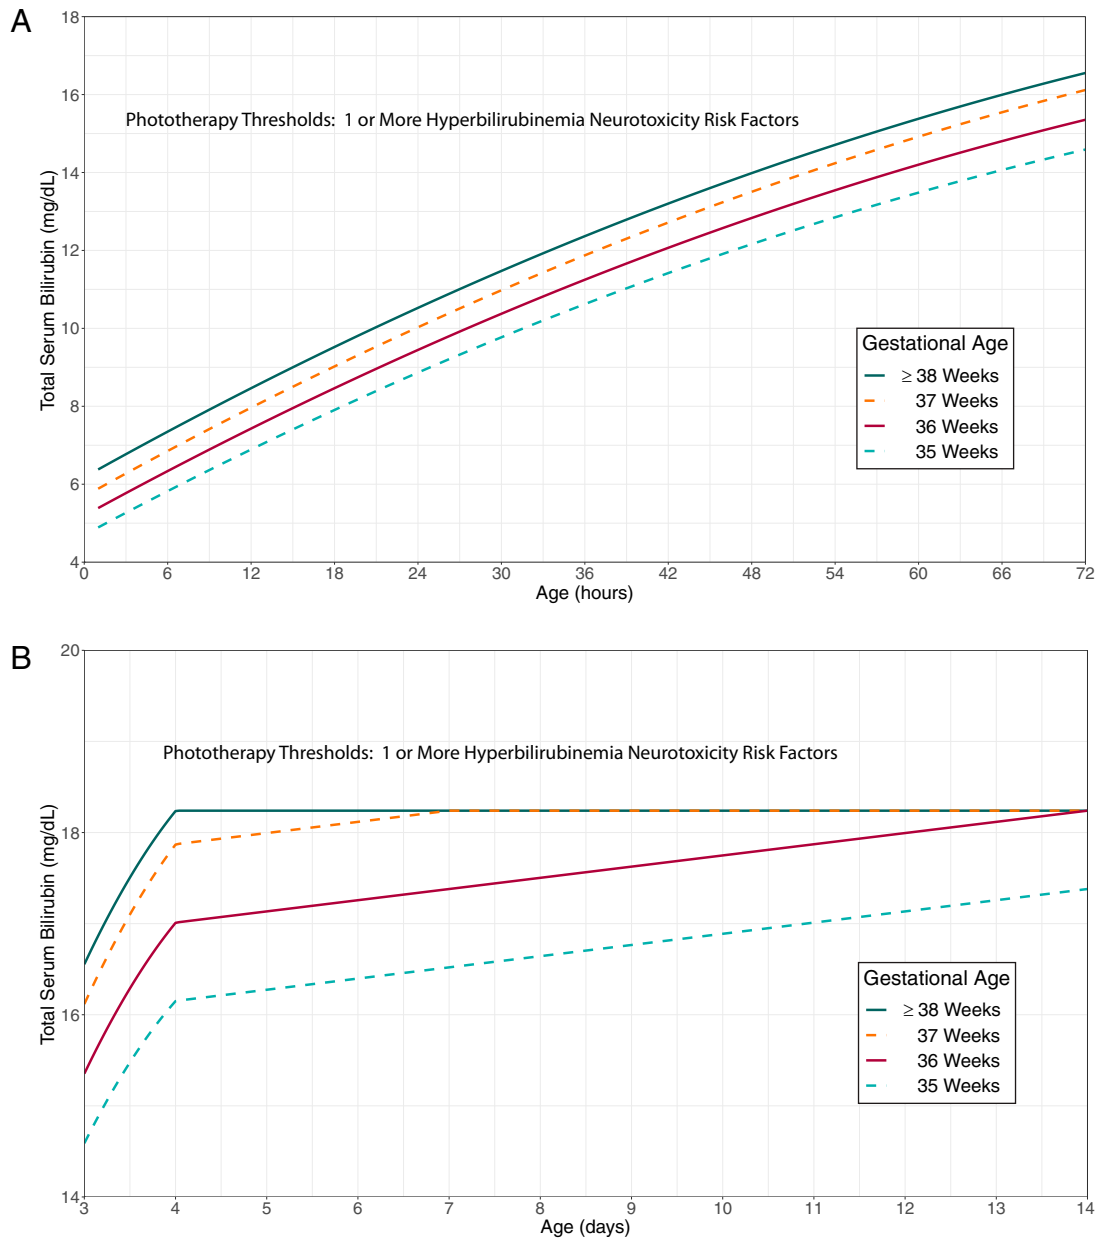 A
18
16
14
12
10
8
6
4
Total Serum Bilirubin (mg/dL)
Phototherapy Thresholds: 1 or More Hyperbilirubinemia Neurotoxicity Risk Factors
Gestational Age
≥ 38 Weeks
37 Weeks
36 Weeks
35 Weeks
0 6 12 18 24 30 36 42 48 54 60 66 72
Age (hours)
B
20
18
16
14
Total Serum Bilirubin (mg/dL)
Phototherapy Thresholds: 1 or More Hyperbilirubinemia Neurotoxicity Risk Factors
Gestational Age
≥ 38 Weeks
37 Weeks
36 Weeks
35 Weeks
3 4 5 6 7 8 9 10 11 12 13 14
Age (days)